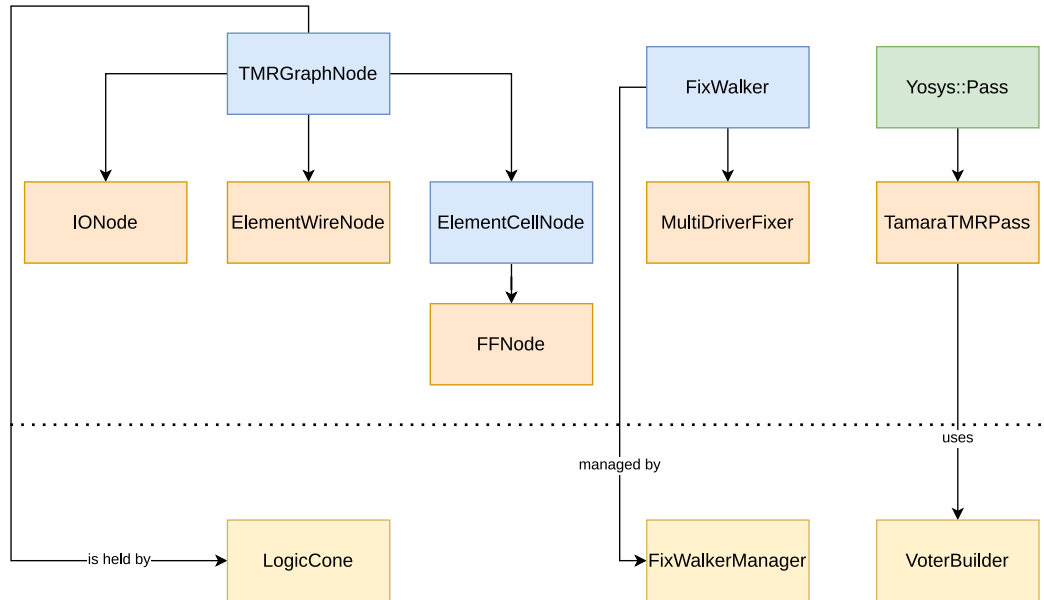 TMRGraphNode
FixWalker
Yosys::Pass
IONode
ElementWireNode
ElementCellNode
MultiDriverFixer
TamaraTMRPass
FFNode
uses
managed by
is held by
LogicCone
FixWalkerManager
VoterBuilder